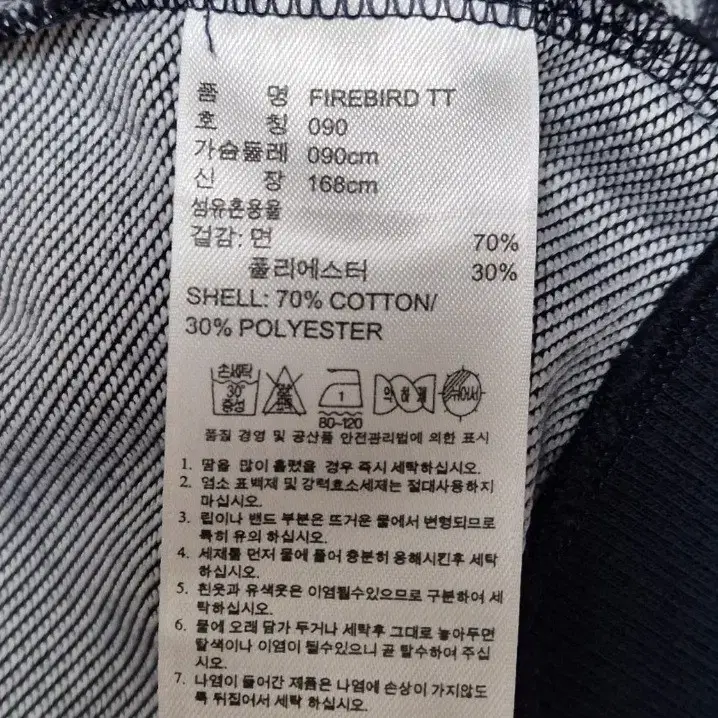 품 명 FIREBIRD TT
호 칭 090
가슴둘레 090cm
신 장 168cm
섬유혼용율
겉감: 면 70%
폴리에스터 30%
SHELL: 70% COTTON/
30% POLYESTER
손세탁 30° 중성 1 약하게 뉘어서
80~120
품질 경영 및 공산품 안전관리법에 의한 표시
1. 땀을 많이 흘렸을 경우 즉시 세탁하십시오.
2. 염소 표백제 및 강력효소세제는 절대사용하지
마십시오.
3. 립이나 밴드 부분은 뜨거운 물에서 변형되므로
특히 유의 하십시오.
4. 세제를 먼저 물에 풀어 충분히 용해시킨후 세탁
하십시오.
5. 흰옷과 유색옷은 이염될수있으므로 구분하여 세
탁하십시오.
6. 물에 오래 담가 두거나 세탁후 그대로 놓아두면
탈색이나 이염이 될수있으니 곧 탈수하여 주십
시오.
7. 나염이 들어간 제품은 나염에 손상이 가지않도
록 뒤집어서 세탁 하십시오.